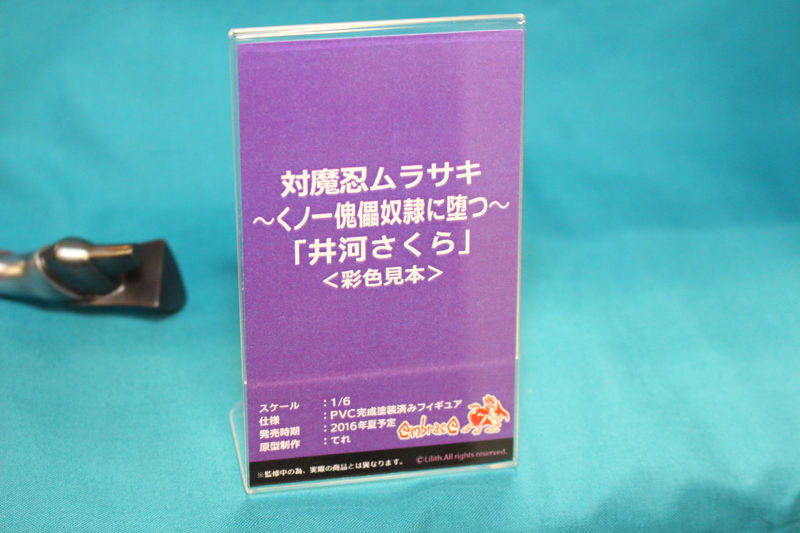 対魔忍ムラサキ
〜くノ一傀儡奴隷に堕つ〜
「井河さくら」
<彩色見本>
スケール :1/6
仕様 :PVC完成塗装済みフィギュア
発売時期 :2016年夏予定
原型制作 :てれ
embrace
※監修中の為、実際の商品とは異なります。
©Lilith.All rights reserved.